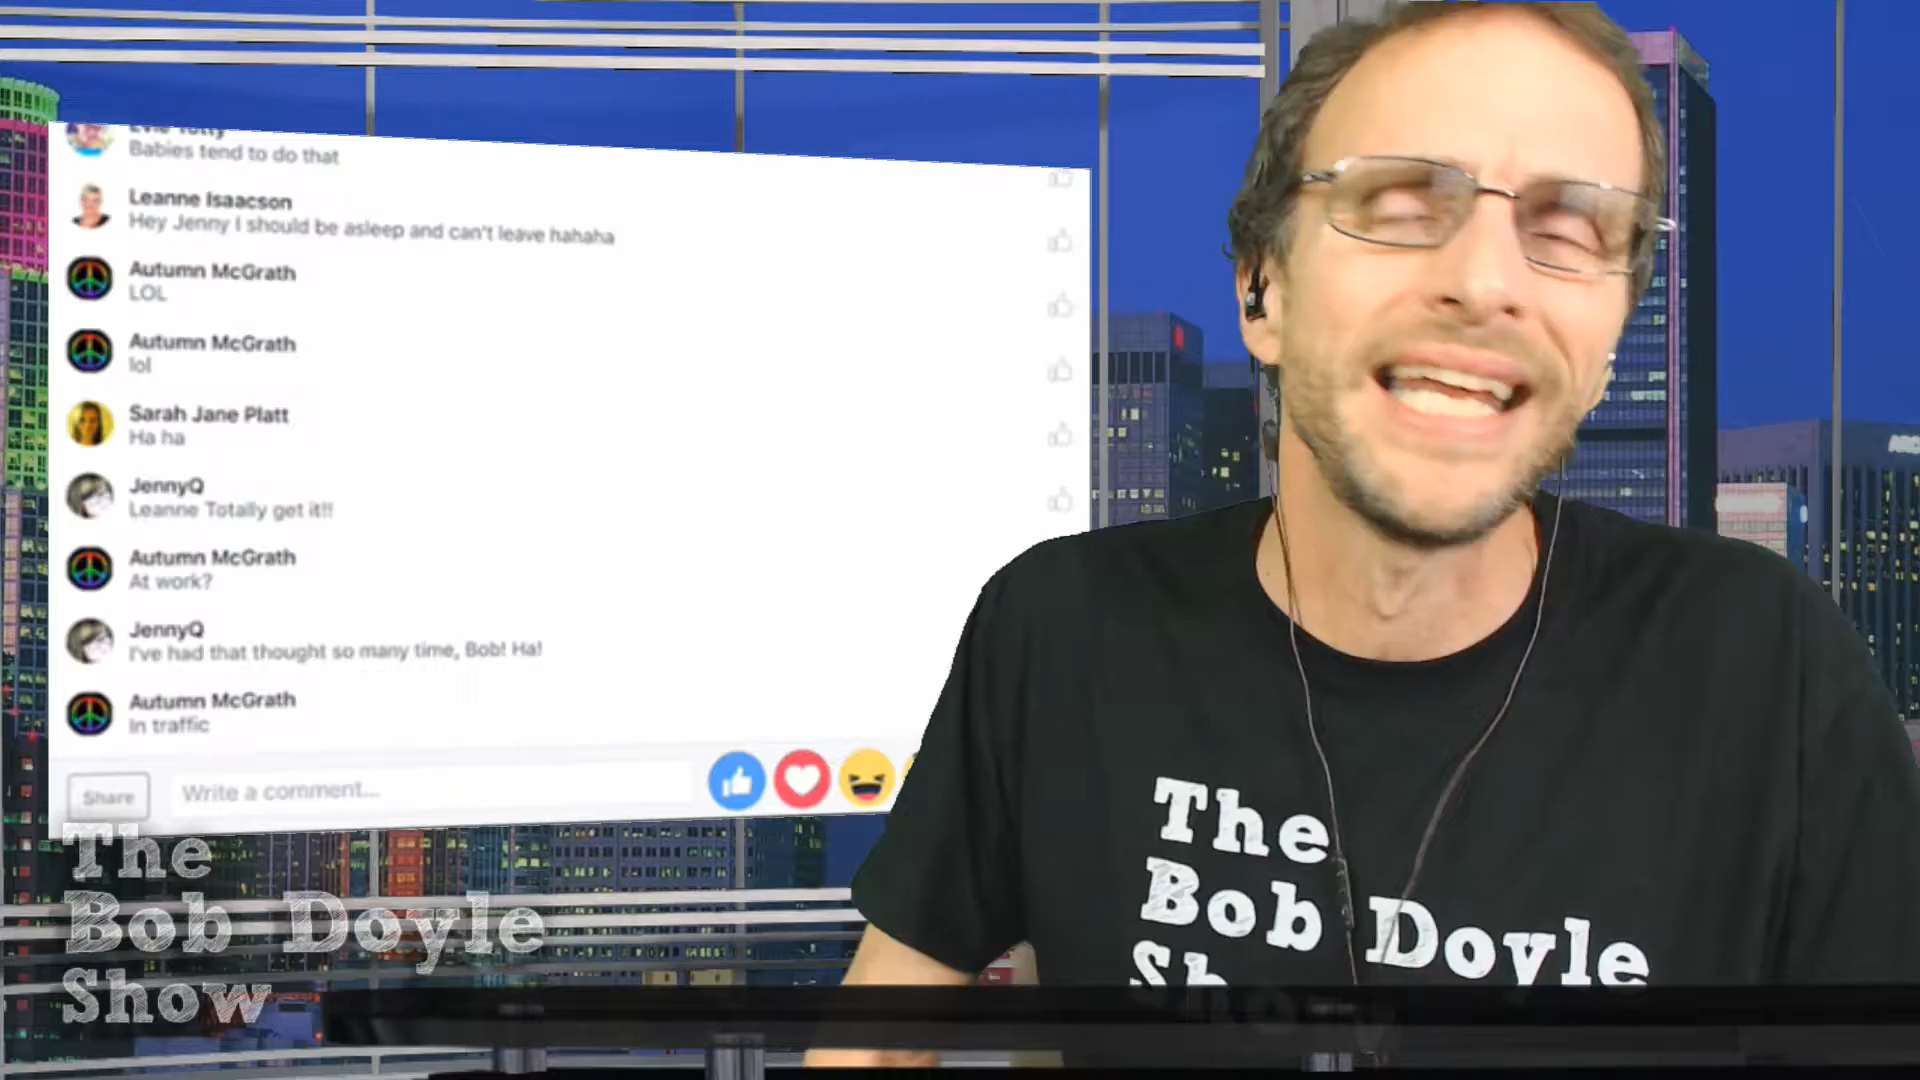 Evie Totty
Babies tend to do that
Leanne Isaacson
Hey Jenny I should be asleep and can't leave hahaha
Autumn McGrath
LOL
Autumn McGrath
lol
Sarah Jane Platt
Ha ha
JennyQ
Leanne Totally get it!!
Autumn McGrath
At work?
JennyQ
I've had that thought so many time, Bob! Ha!
Autumn McGrath
In traffic
Share
Write a comment...
The
Bob Doyle
Show
The
Bob Doyle
Show